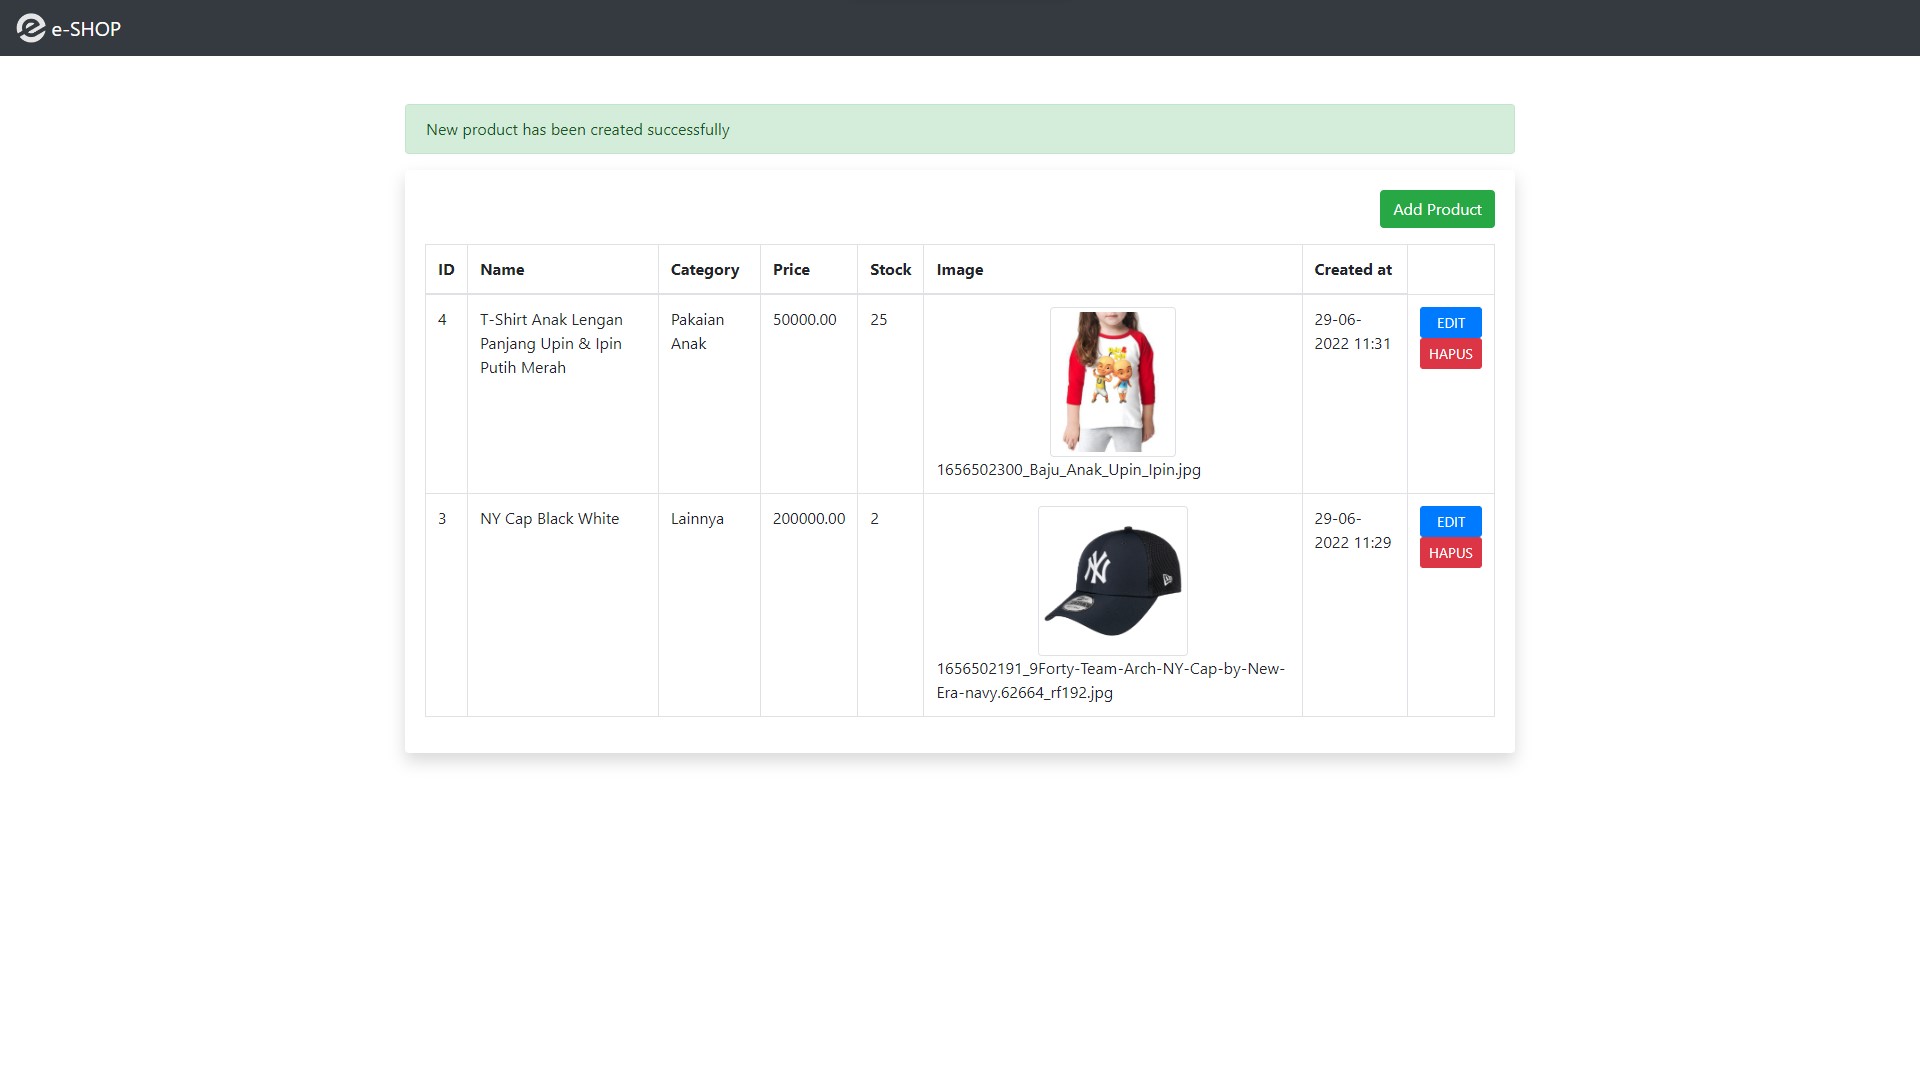 e-SHOP
New product has been created successfully
Add Product
ID Name Category Price Stock Image Created at
4 T-Shirt Anak Lengan Panjang Upin & Ipin Putih Merah Pakaian Anak 50000.00 25 29-06-2022 11:31 EDIT
HAPUS
1656502300_Baju_Anak_Upin_Ipin.jpg
3 NY Cap Black White Lainnya 200000.00 2 29-06-2022 11:29 EDIT
HAPUS
NY
1656502191_9Forty-Team-Arch-NY-Cap-by-New-
Era-navy.62664_rf192.jpg